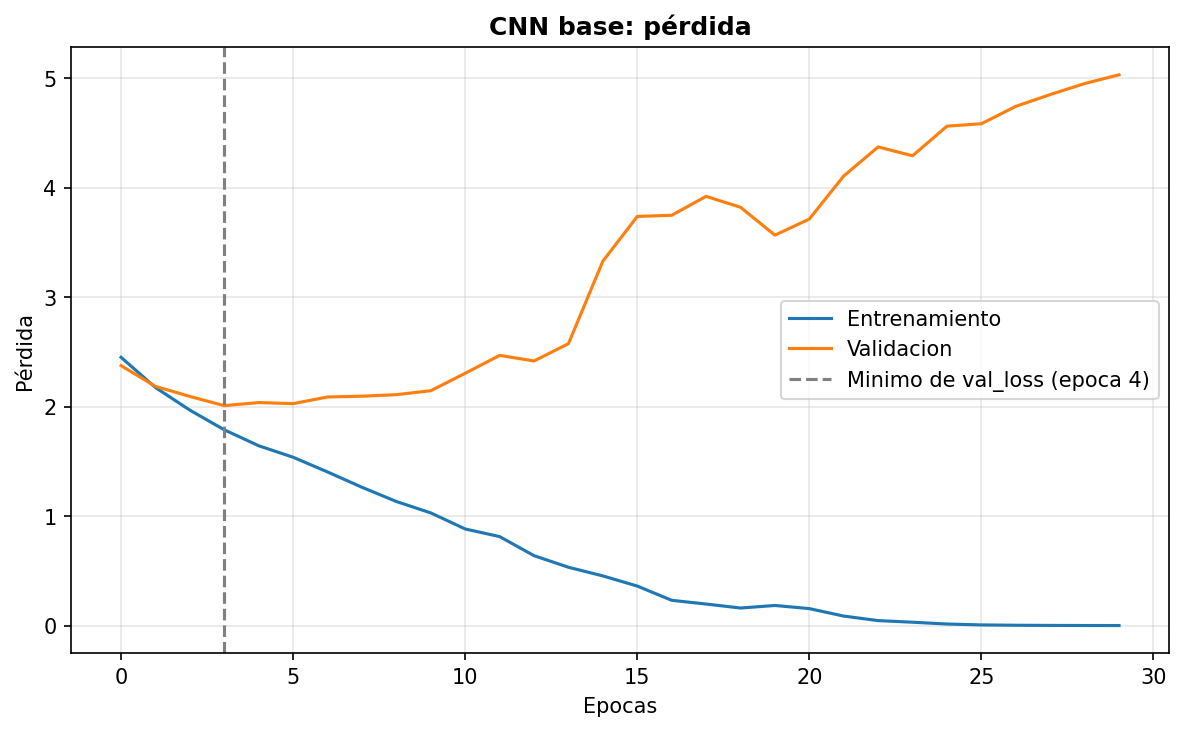 CNN base: pérdida
5
4
3
2
1
0
Pérdida
Entrenamiento
Validacion
Minimo de val_loss (epoca 4)
0 5 10 15 20 25 30
Epocas